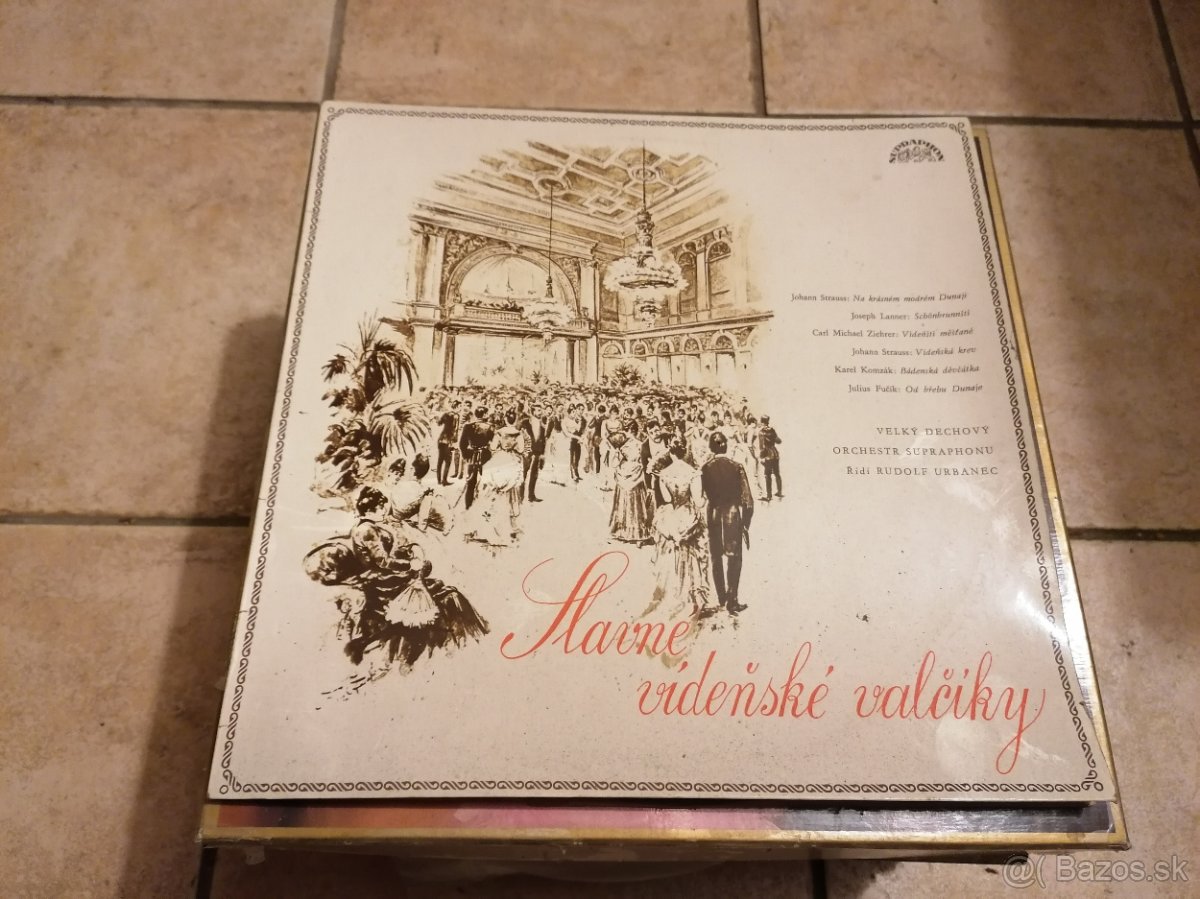 SUPRAPHON
Johann Strauss: Na krásném modrém Dunaji
Joseph Lanner: Schönbrunnští
Carl Michael Ziehrer: Vídeňští měšťané
Johann Strauss: Vídeňská krev
Karel Komzák: Bádenská děvčátka
Julius Fučík: Od břehu Dunaje
VELKÝ DECHOVÝ
ORCHESTR SUPRAPHONU
Řídí RUDOLF URBANEC
Slavné
vídeňské valčíky
@( Bazos.sk